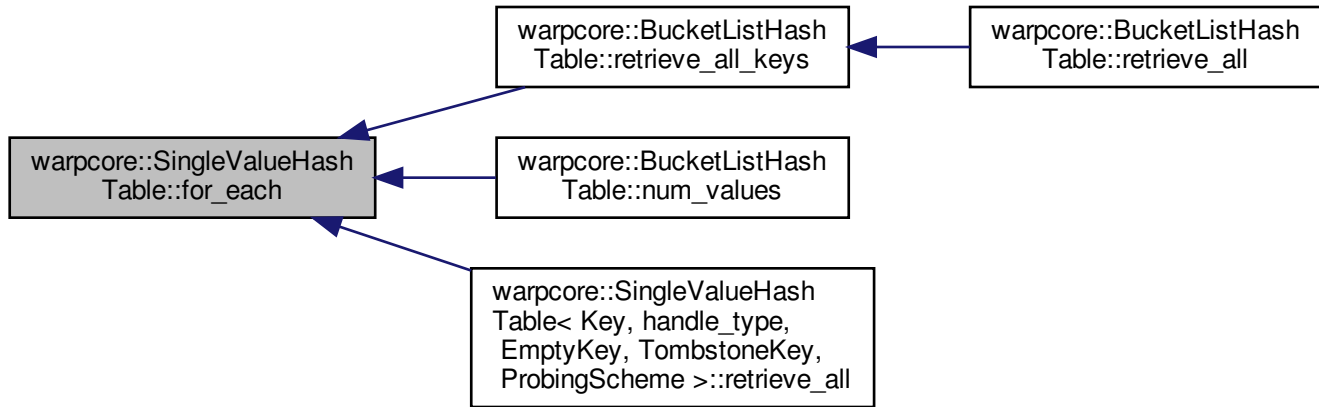 warpcore::BucketListHash
Table::retrieve_all_keys
warpcore::BucketListHash
Table::retrieve_all
warpcore::SingleValueHash
Table::for_each
warpcore::BucketListHash
Table::num_values
warpcore::SingleValueHash
Table< Key, handle_type,
EmptyKey, TombstoneKey,
ProbingScheme >::retrieve_all